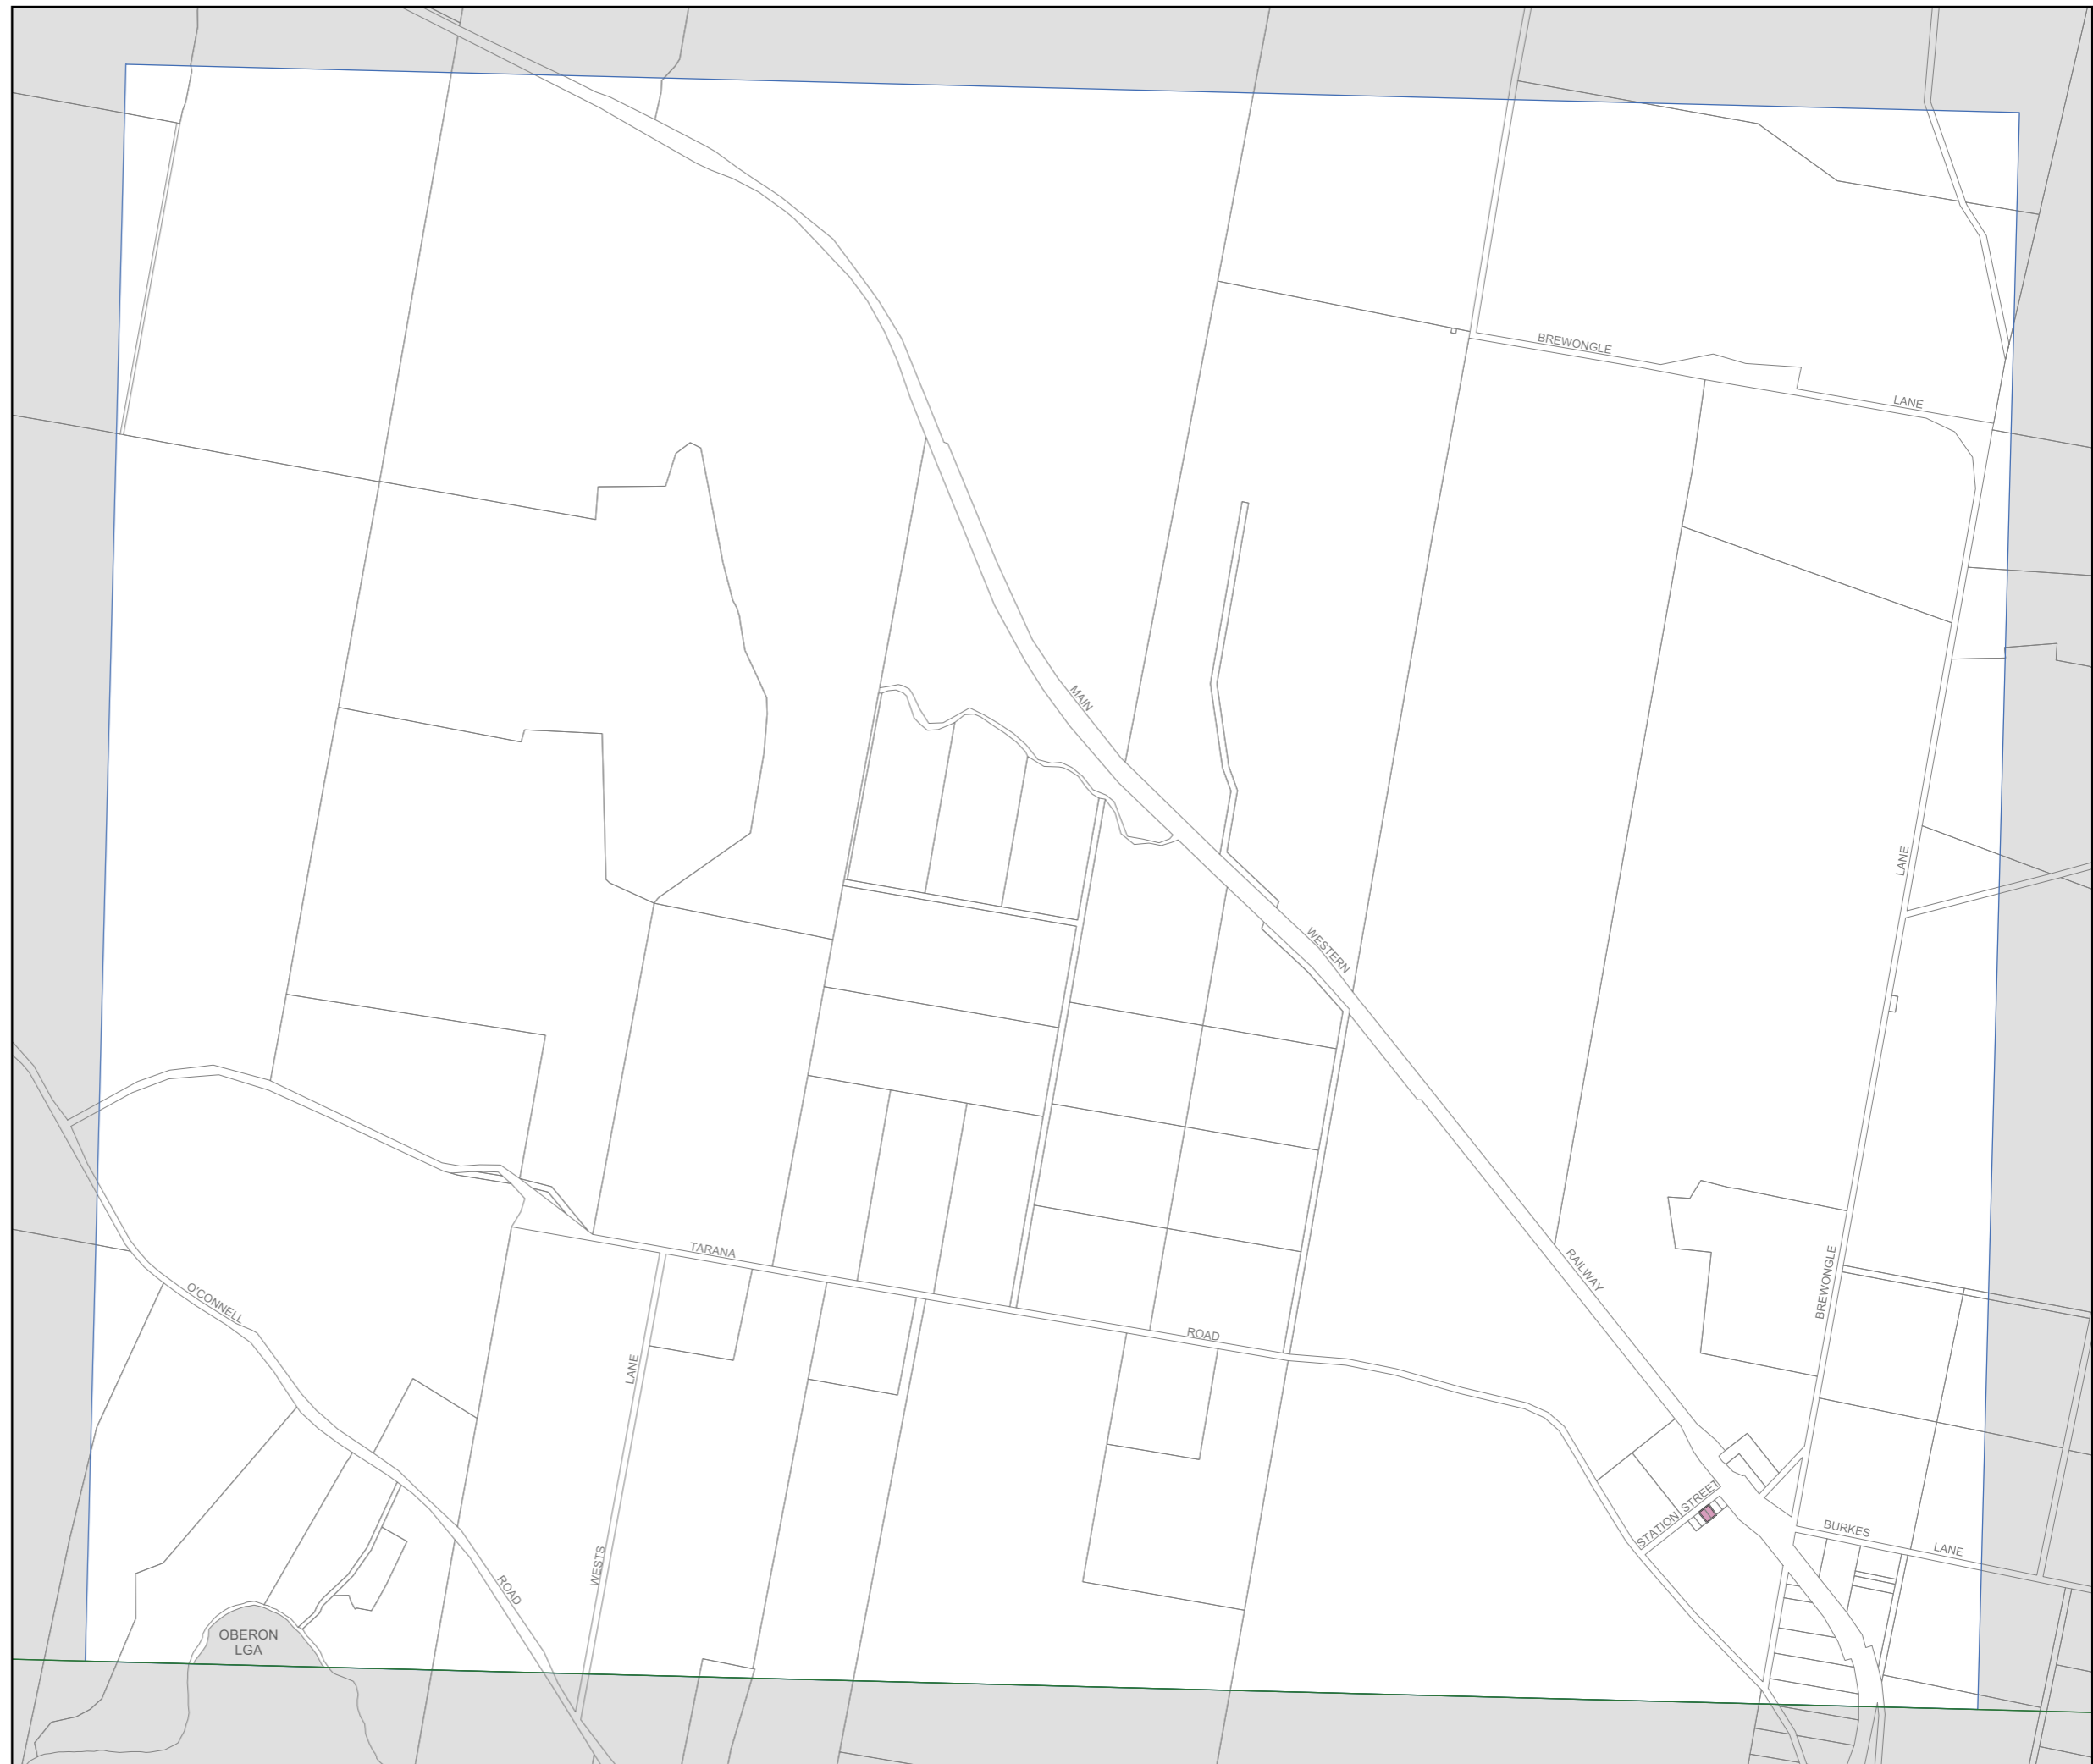 BREWONGLE
LANE
MAIN
LANE
WESTERN
TARANA
RAILWAY
BREWONGLE
O'CONNELL
ROAD
LANE
STREET
STATION
BURKES
LANE
WESTS
ROAD
OBERON
LGA